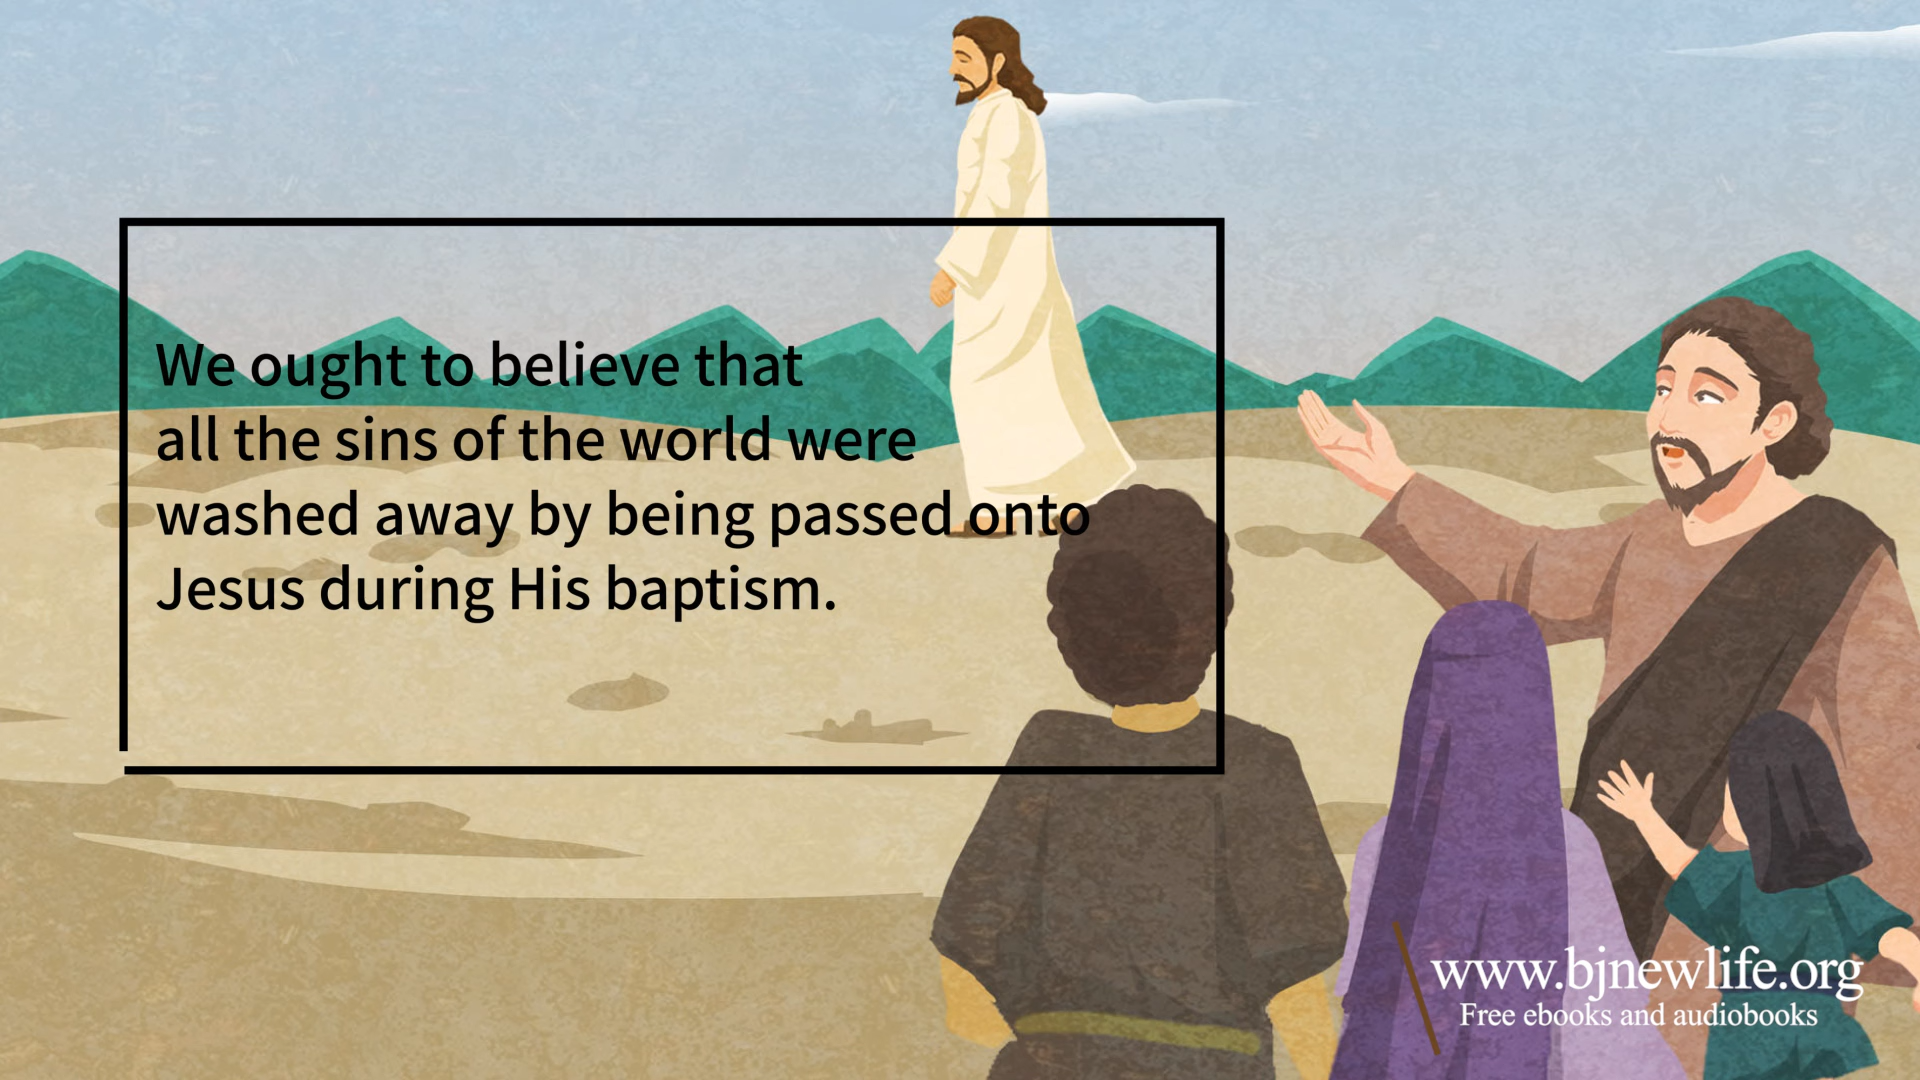 We ought to believe that
all the sins of the world were
washed away by being passed onto
Jesus during His baptism.
www.bjnewlife.org
Free ebooks and audiobooks